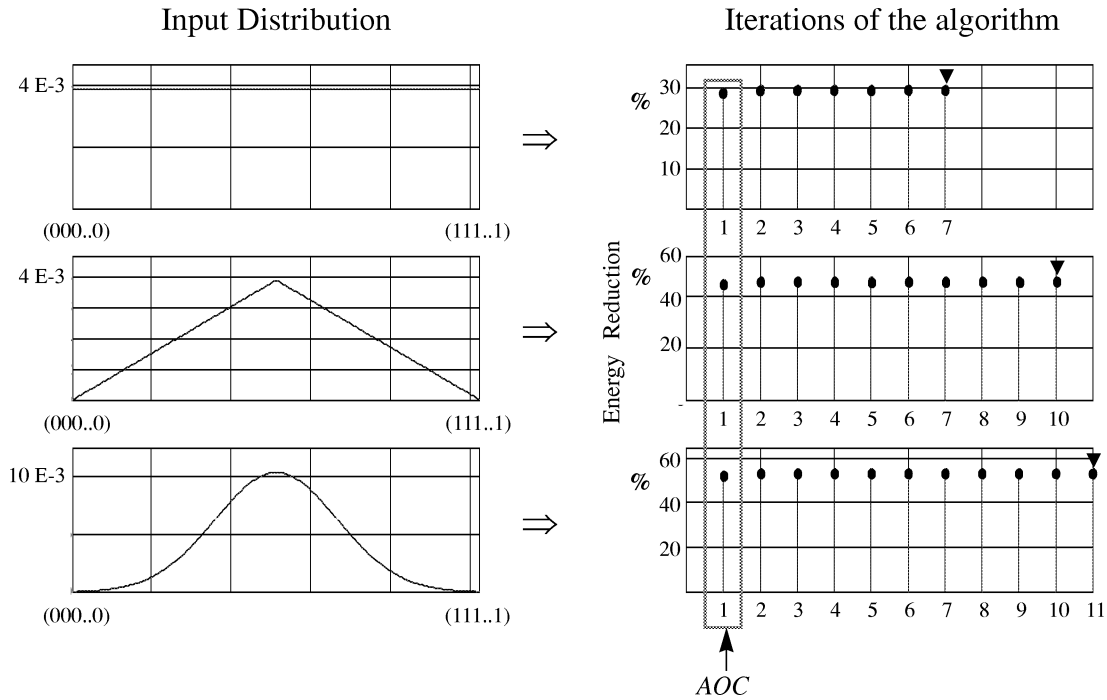 Input Distribution
Iterations of the algorithm
4 E-3
(000..0)
(111..1)
⇒
%
30
20
10
1 2 3 4 5 6 7
4 E-3
(000..0)
(111..1)
⇒
Energy Reduction
%
60
40
20
-
1 2 3 4 5 6 7 8 9 10
10 E-3
(000..0)
(111..1)
⇒
%
60
40
20
1 2 3 4 5 6 7 8 9 10 11
AOC